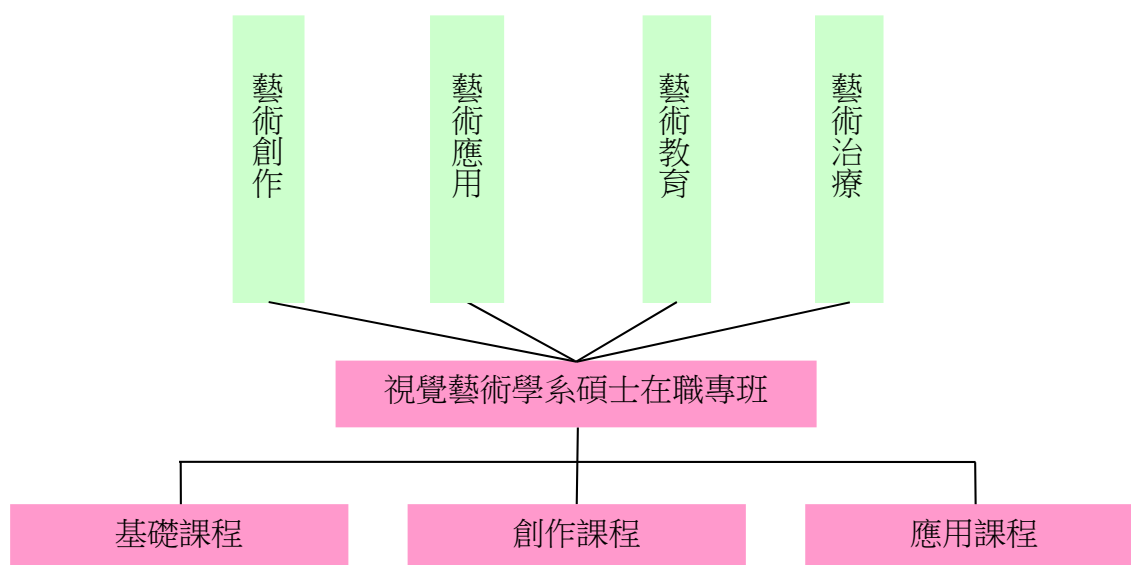 藝術創作
藝術應用
藝術教育
藝術治療
視覺藝術學系碩士在職專班
基礎課程
創作課程
應用課程